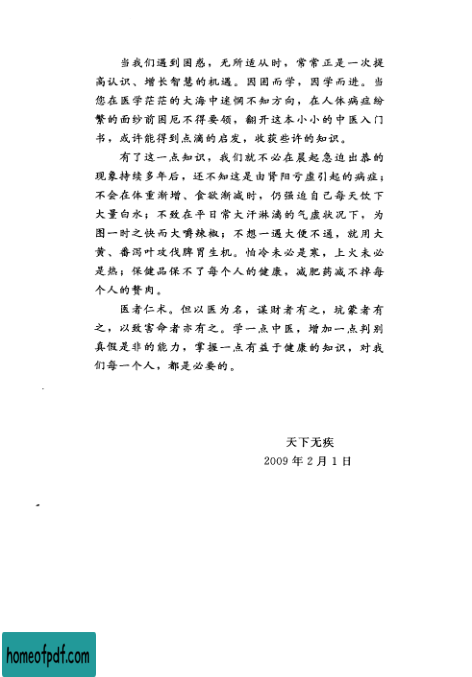 当我们遇到困惑，无所适从时，常常正是一次提
高认识、增长智慧的机遇。因困而学，因学而进。当
您在医学茫茫的大海中迷惘不知方向，在人体病症纷
繁的面纱前困厄不得要领，翻开这本小小的中医入门
书，或许能得到点滴的启发，收获些许的知识。
有了这一点知识，我们就不必在晨起急迫出恭的
现象持续多年后，还不知这是由肾阳亏虚引起的病症；
不会在体重渐增、食欲渐减时，仍强迫自己每天饮下
大量白水；不致在平日常大汗淋漓的气虚状况下，为
图一时之快而大嚼辣椒；不想一遇大便不通，就用大
黄、番泻叶攻伐脾胃生机。怕冷未必是寒，上火未必
是热；保健品保不了每个人的健康，减肥药减不掉每
个人的赘肉。
医者仁术。但以医为名，谋财者有之，坑蒙者有
之，以致害命者亦有之。学一点中医，增加一点判别
真假是非的能力，掌握一点有益于健康的知识，对我
们每一个人，都是必要的。
天下无疾
2009 年 2 月 1 日
homeofpdf.com